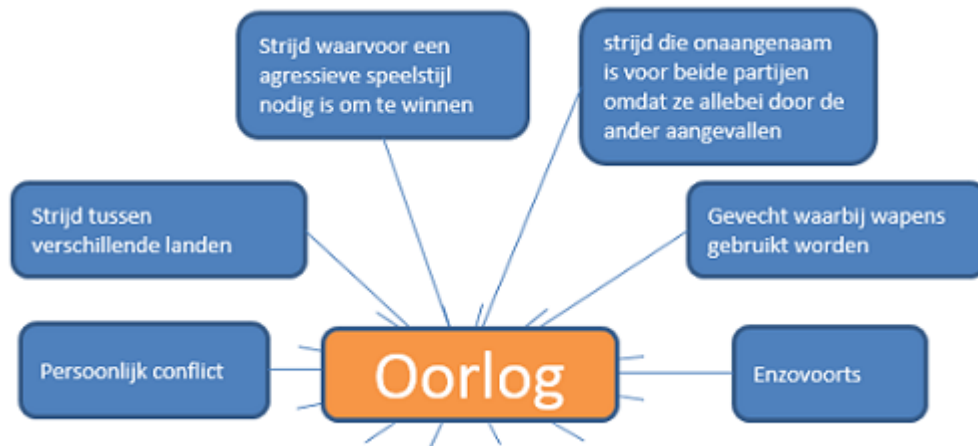 Strijd waarvoor een
agressieve speelstijl
nodig is om te winnen
strijd die onaangenaam
is voor beide partijen
omdat ze allebei door de
ander aangevallen
Strijd tussen
verschillende landen
Gevecht waarbij wapens
gebruikt worden
Persoonlijk conflict
Oorlog
Enzovoorts